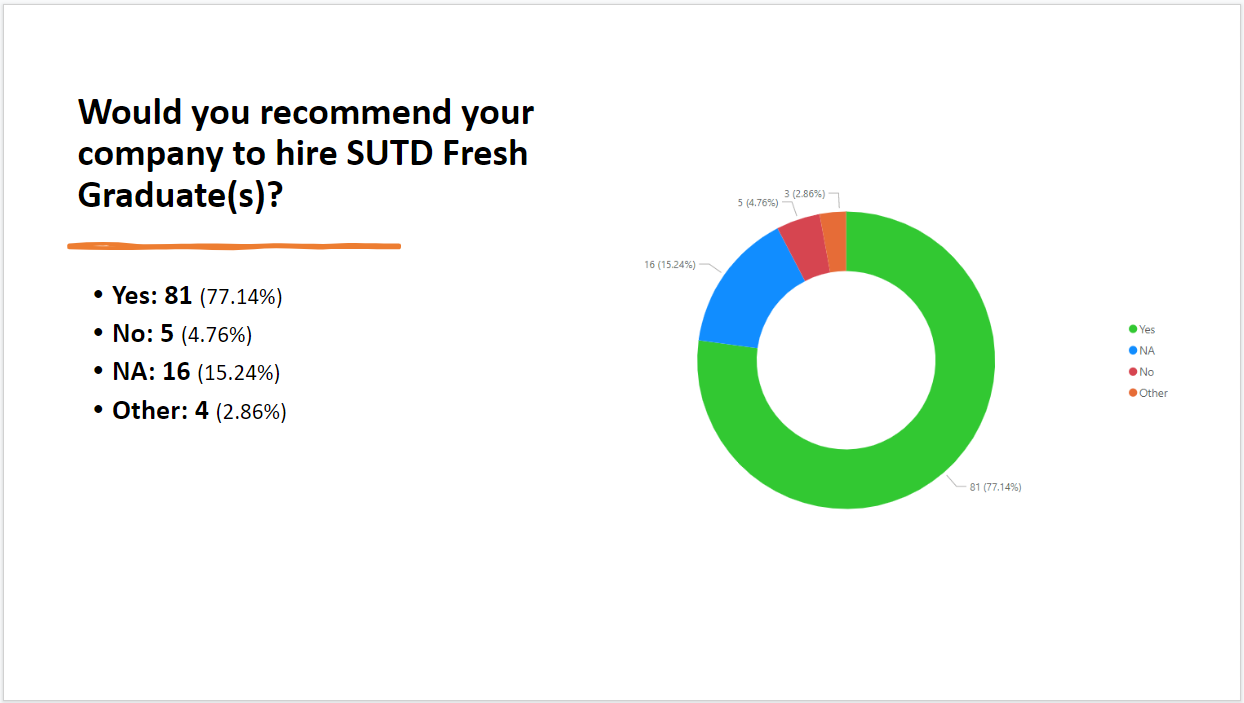 Would you recommend your
company to hire SUTD Fresh
Graduate(s)?
• Yes: 81 (77.14%)
• No: 5 (4.76%)
• NA: 16 (15.24%)
• Other: 4 (2.86%)
3 (2.86%)
5 (4.76%)
16 (15.24%)
81 (77.14%)
Yes
NA
No
Other